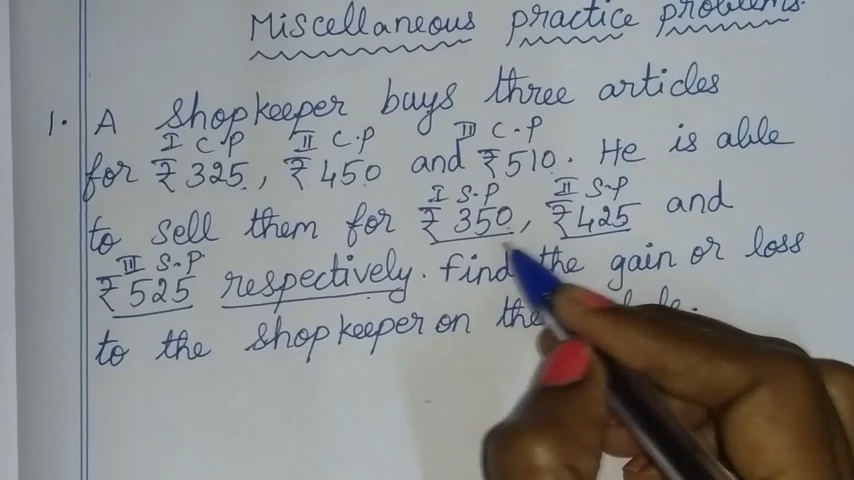 Miscellaneous practice problems.
1. A shopkeeper buys three articles
I C.P II C.P III C.P
for ₹325, ₹450 and ₹510. He is able
I S.P II S.P
to sell them for ₹350, ₹425 and
III S.P
₹525 respectively. find the gain or loss
to the shopkeeper on the